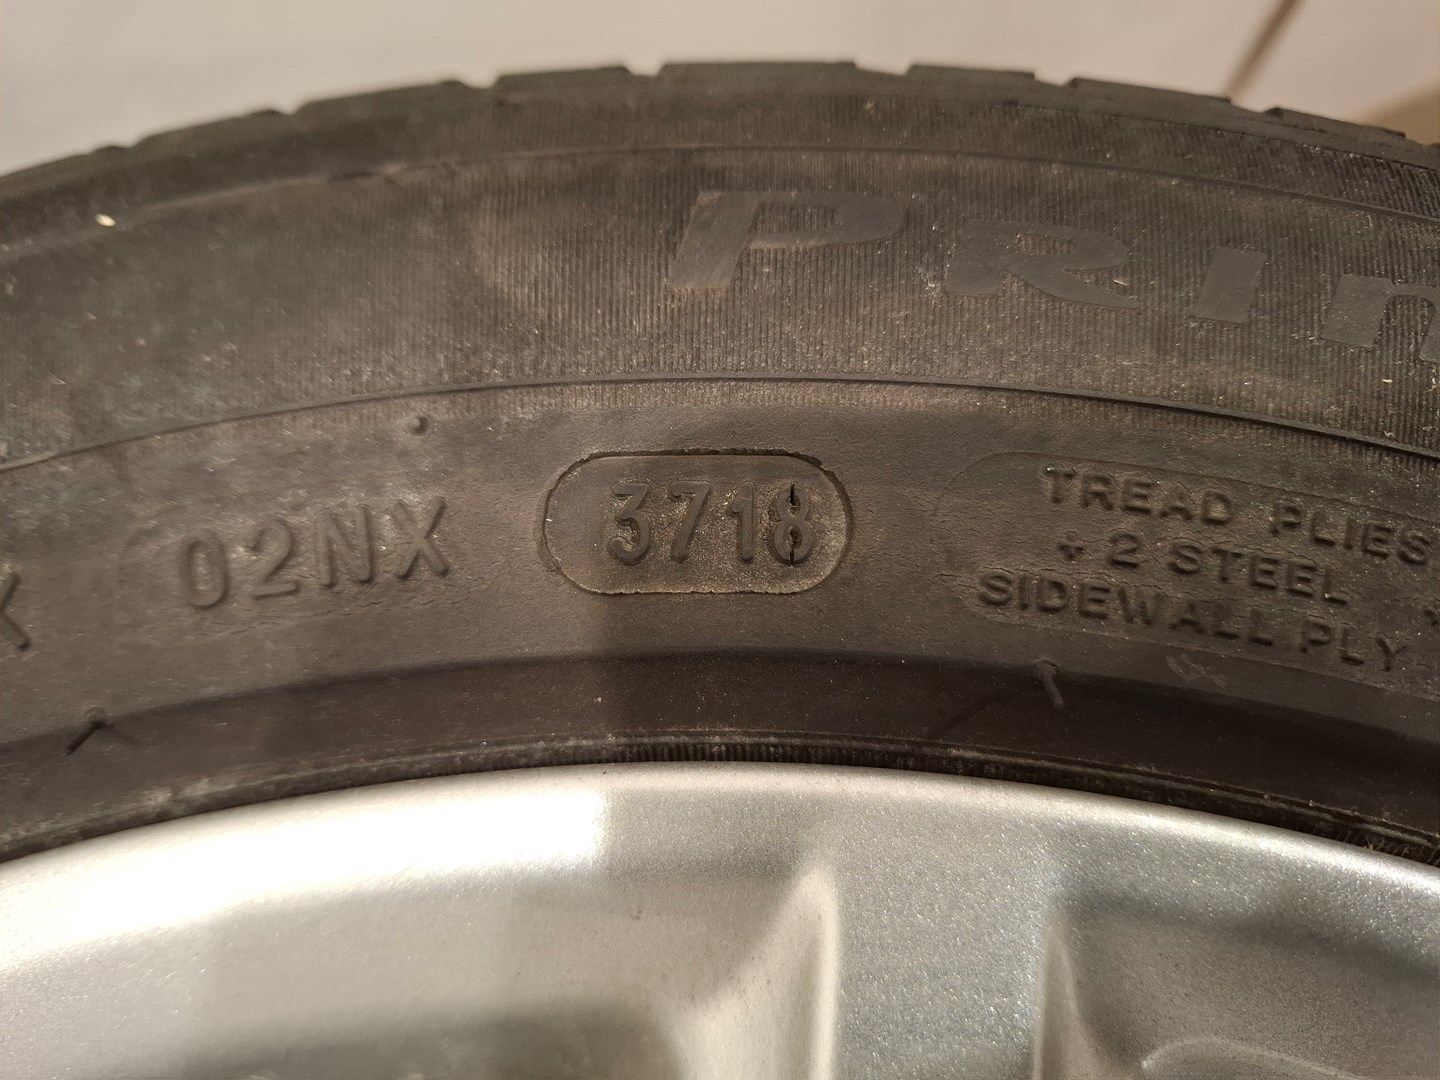 Prim
X 02NX 3718
TREAD PLIES
+ 2 STEEL +
SIDEWALL PLY